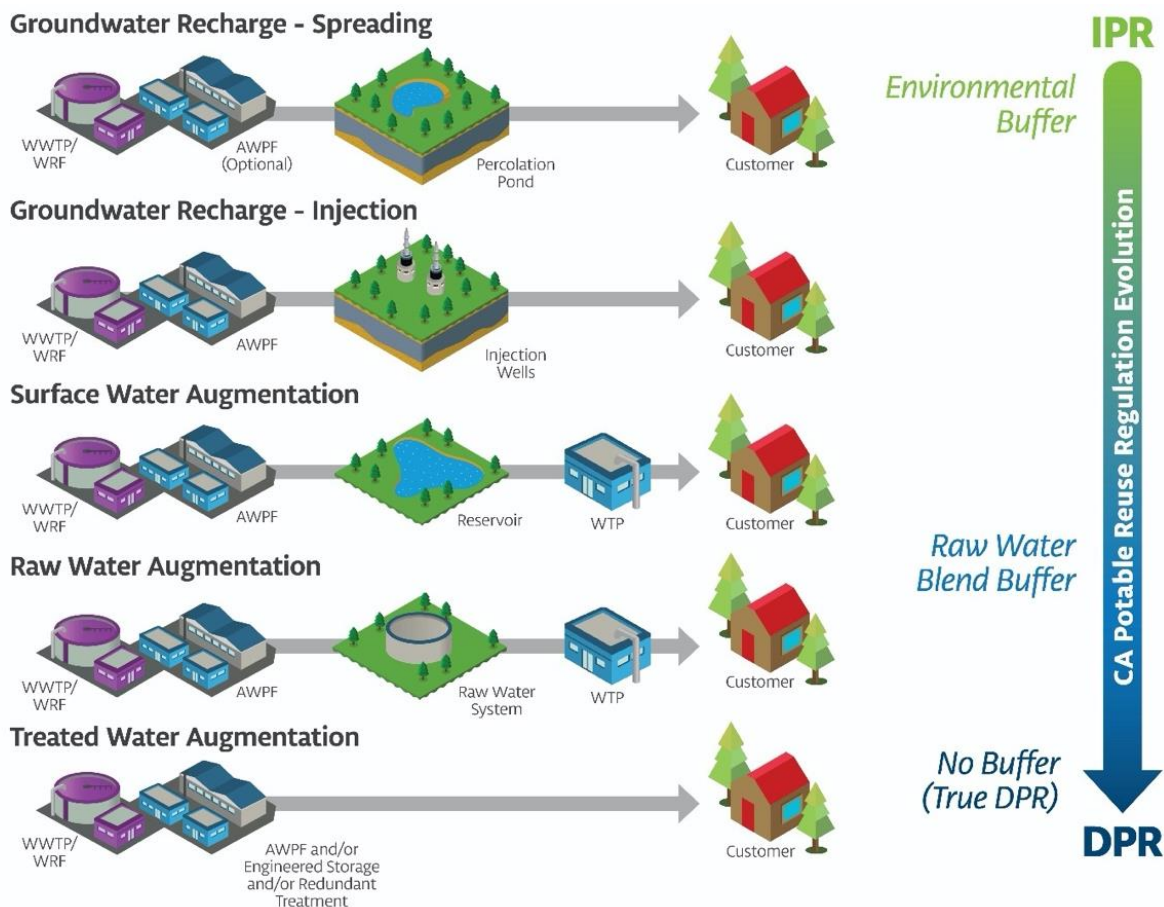 Groundwater Recharge - Spreading
WWTP/
WRF
AWPF
(Optional)
Percolation
Pond
Customer
Groundwater Recharge - Injection
WWTP/
WRF
AWPF
Injection
Wells
Customer
Surface Water Augmentation
WWTP/
WRF
AWPF
Reservoir
WTP
Customer
Raw Water Augmentation
WWTP/
WRF
AWPF
Raw Water
System
WTP
Customer
Treated Water Augmentation
WWTP/
WRF
AWPF and/or
Engineered Storage
and/or Redundant
Treatment
Customer
IPR
Environmental
Buffer
CA Potable Reuse Regulation Evolution
Raw Water
Blend Buffer
No Buffer
(True DPR)
DPR